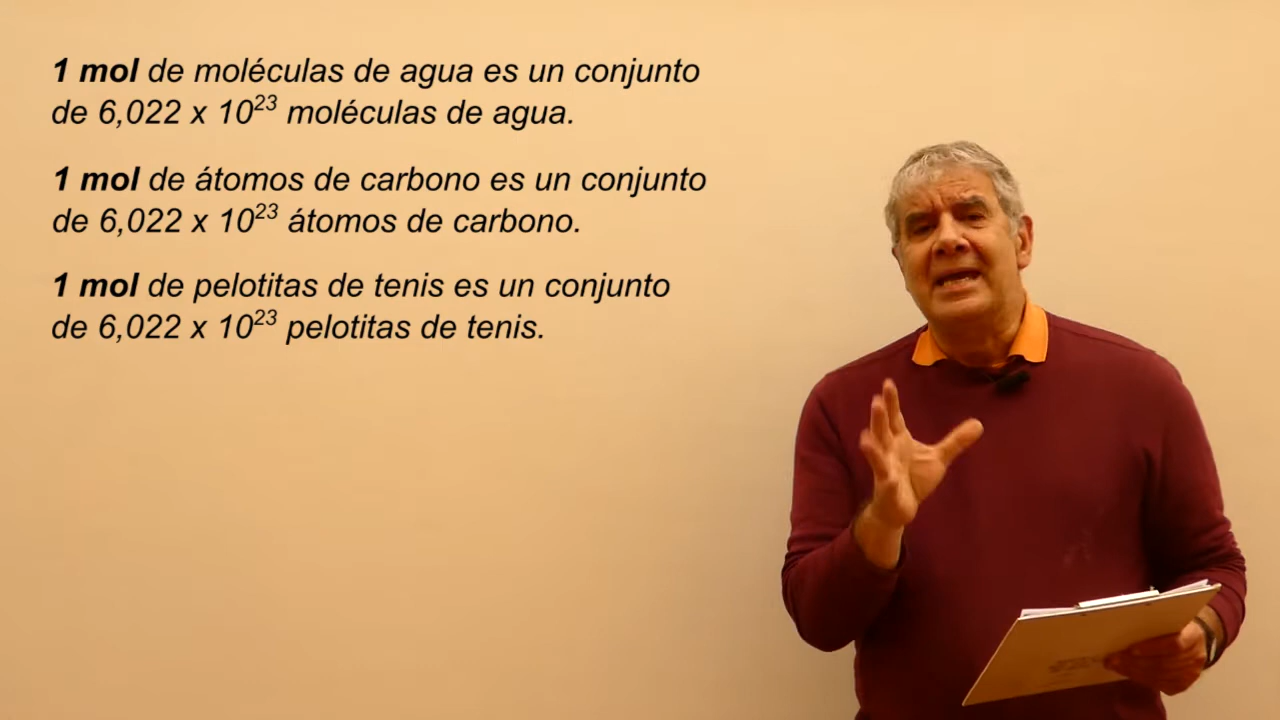 1 mol de moléculas de agua es un conjunto
de 6,022 x 10²³ moléculas de agua.
1 mol de átomos de carbono es un conjunto
de 6,022 x 10²³ átomos de carbono.
1 mol de pelotitas de tenis es un conjunto
de 6,022 x 10²³ pelotitas de tenis.